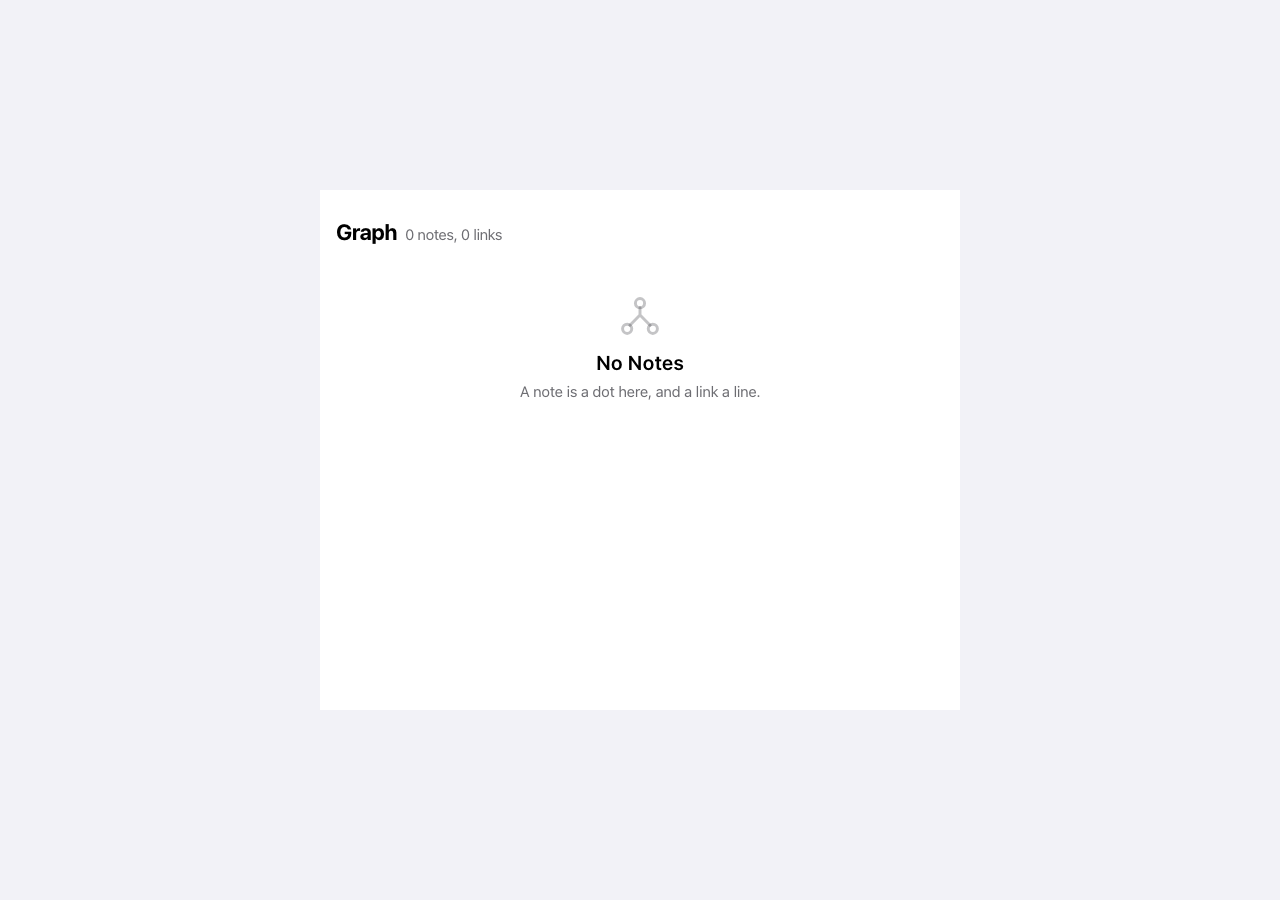 Graph 0 notes, 0 links
No Notes
A note is a dot here, and a link a line.